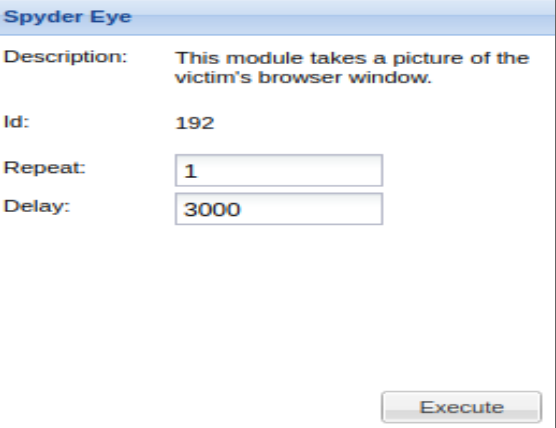 Spyder Eye
Description: This module takes a picture of the
victim's browser window.
Id: 192
Repeat: 1
Delay: 3000
Execute